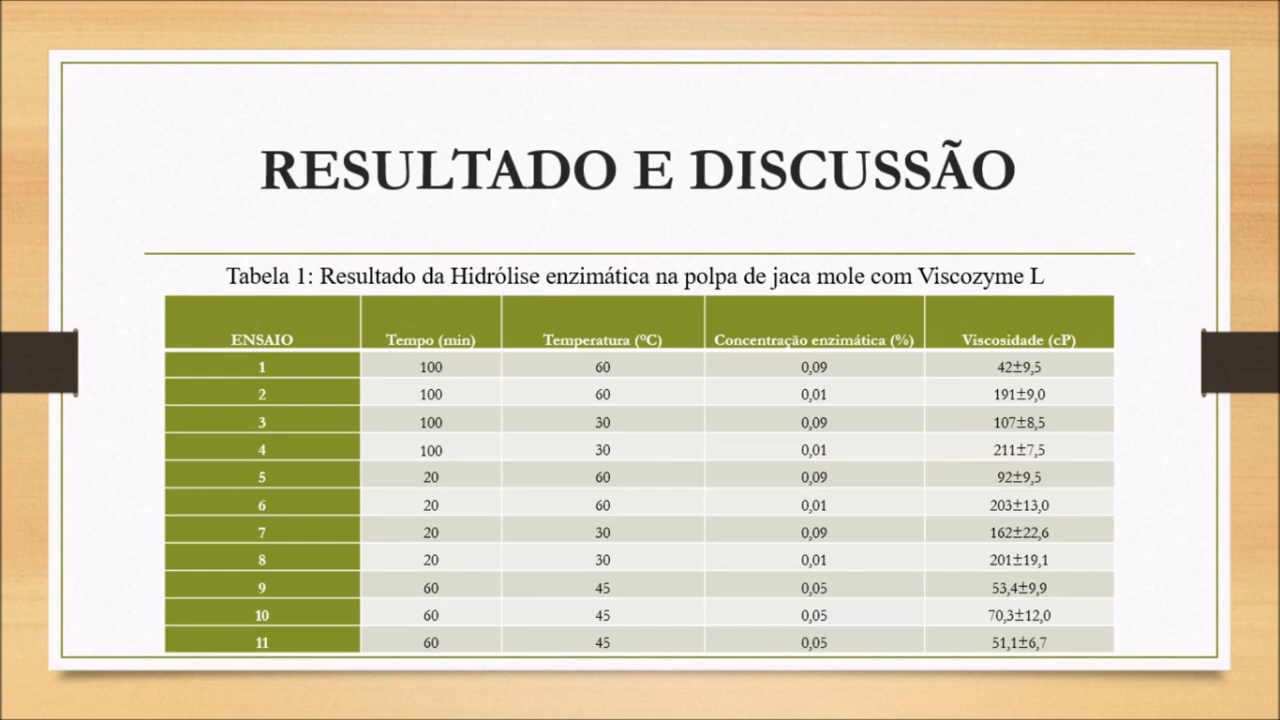 RESULTADO E DISCUSSÃO
Tabela 1: Resultado da Hidrólise enzimática na polpa de jaca mole com Viscozyme L
ENSAIO Tempo (min) Temperatura (°C) Concentração enzimática (%) Viscosidade (cP)
1 100 60 0,09 42±9,5
2 100 60 0,01 191±9,0
3 100 30 0,09 107±8,5
4 100 30 0,01 211±7,5
5 20 60 0,09 92±9,5
6 20 60 0,01 203±13,0
7 20 30 0,09 162±22,6
8 20 30 0,01 201±19,1
9 60 45 0,05 53,4±9,9
10 60 45 0,05 70,3±12,0
11 60 45 0,05 51,1±6,7